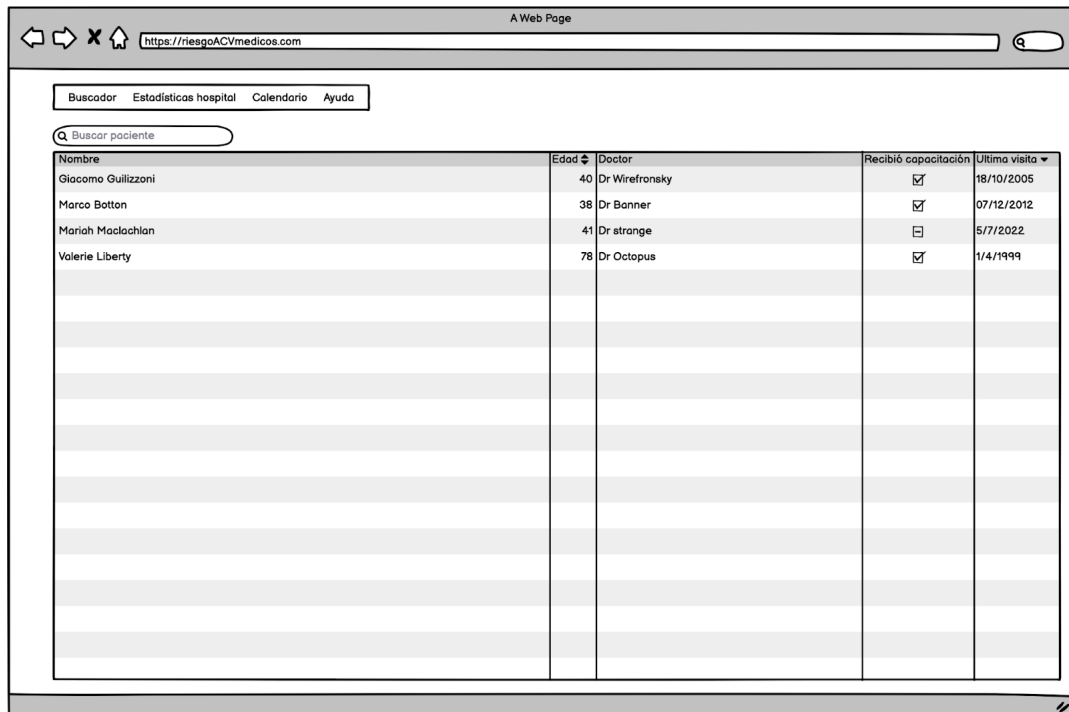 A Web Page
https://riesgoACVmedicos.com
Buscador Estadísticas hospital Calendario Ayuda
Buscar paciente
Nombre Edad Doctor Recibió capacitación Ultima visita
Giacomo Guilizzoni 40 Dr Wirefronsky 18/10/2005
Marco Botton 38 Dr Banner 07/12/2012
Mariah Maclachlan 41 Dr strange 5/7/2022
Valerie Liberty 78 Dr Octopus 1/4/1999